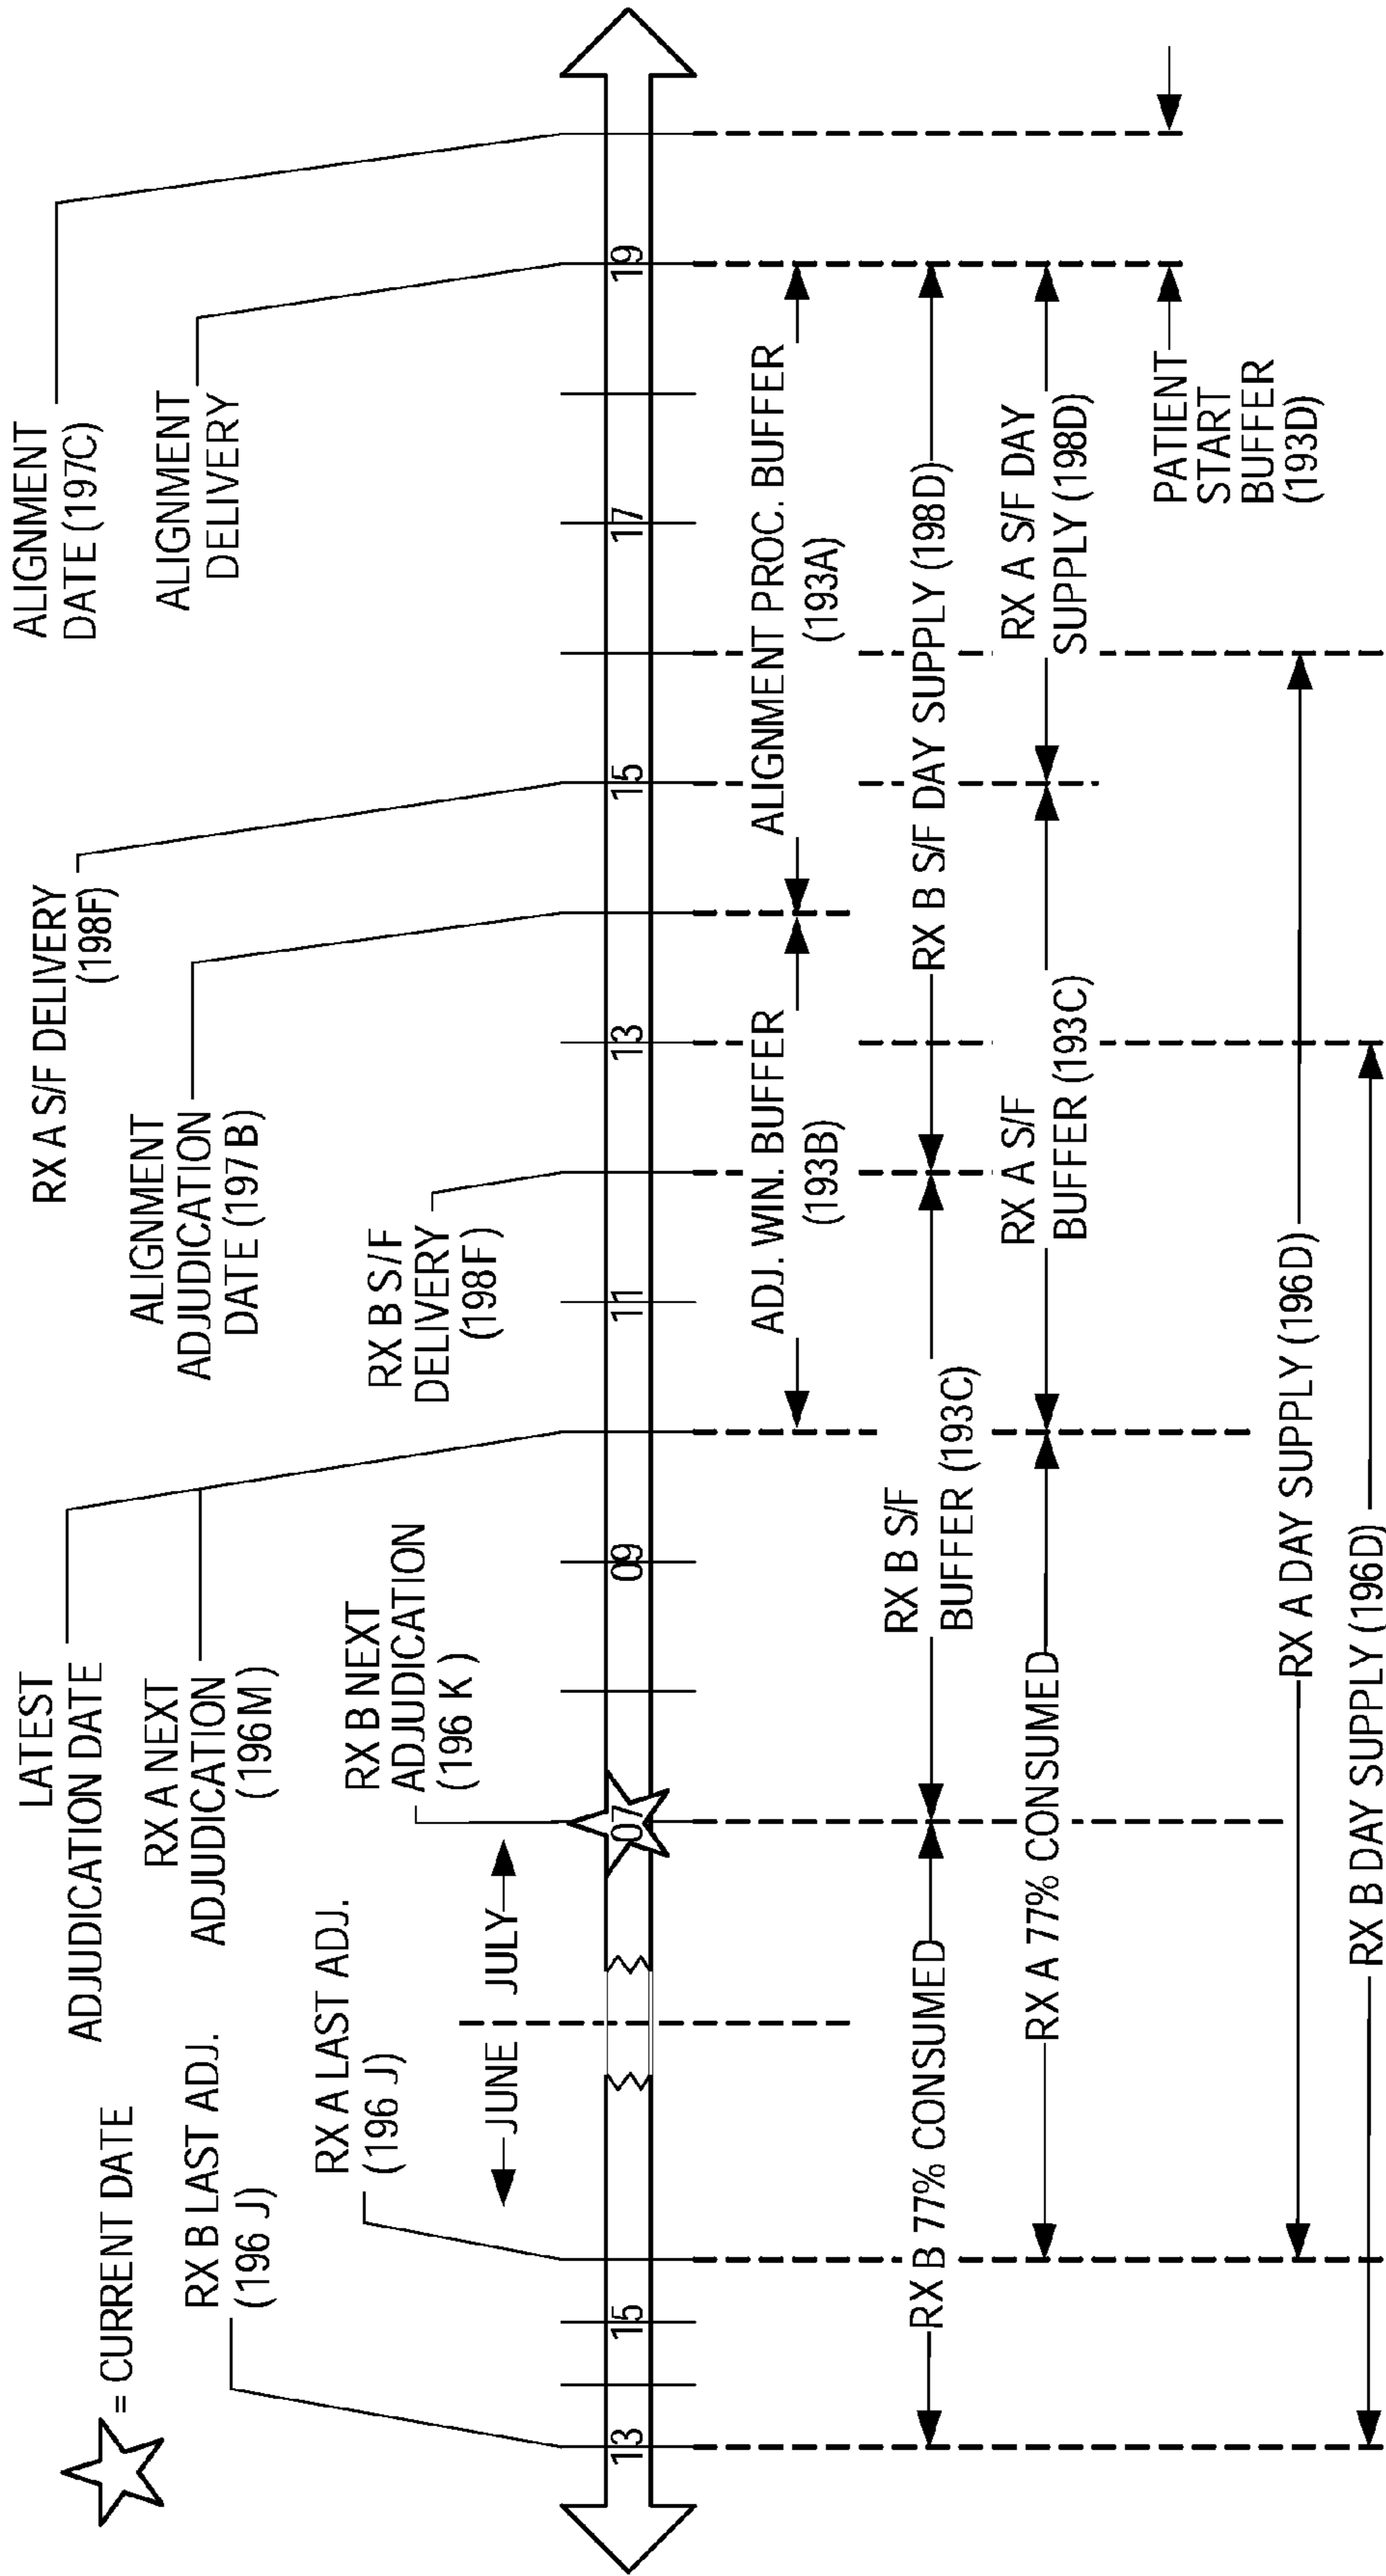 = CURRENT DATE
RX B LAST ADJ.
(196 J)
RX A LAST ADJ.
(196 J)
JUNE
JULY
LATEST
ADJUDICATION DATE
RX A NEXT
ADJUDICATION
(196M)
RX B NEXT
ADJUDICATION
(196 K)
RX A S/F DELIVERY
(198F)
ALIGNMENT
ADJUDICATION
DATE (197B)
RX B S/F
DELIVERY
(198F)
ALIGNMENT
DATE (197C)
ALIGNMENT
DELIVERY
13
15
07
09
11
13
15
17
19
ADJ. WIN. BUFFER
(193B)
ALIGNMENT PROC. BUFFER
(193A)
RX B 77% CONSUMED
RX B S/F
BUFFER (193C)
RX B S/F DAY SUPPLY (198D)
RX A 77% CONSUMED
RX A S/F
BUFFER (193C)
RX A S/F DAY
SUPPLY (198D)
PATIENT
START
BUFFER
(193D)
RX A DAY SUPPLY (196D)
RX B DAY SUPPLY (196D)